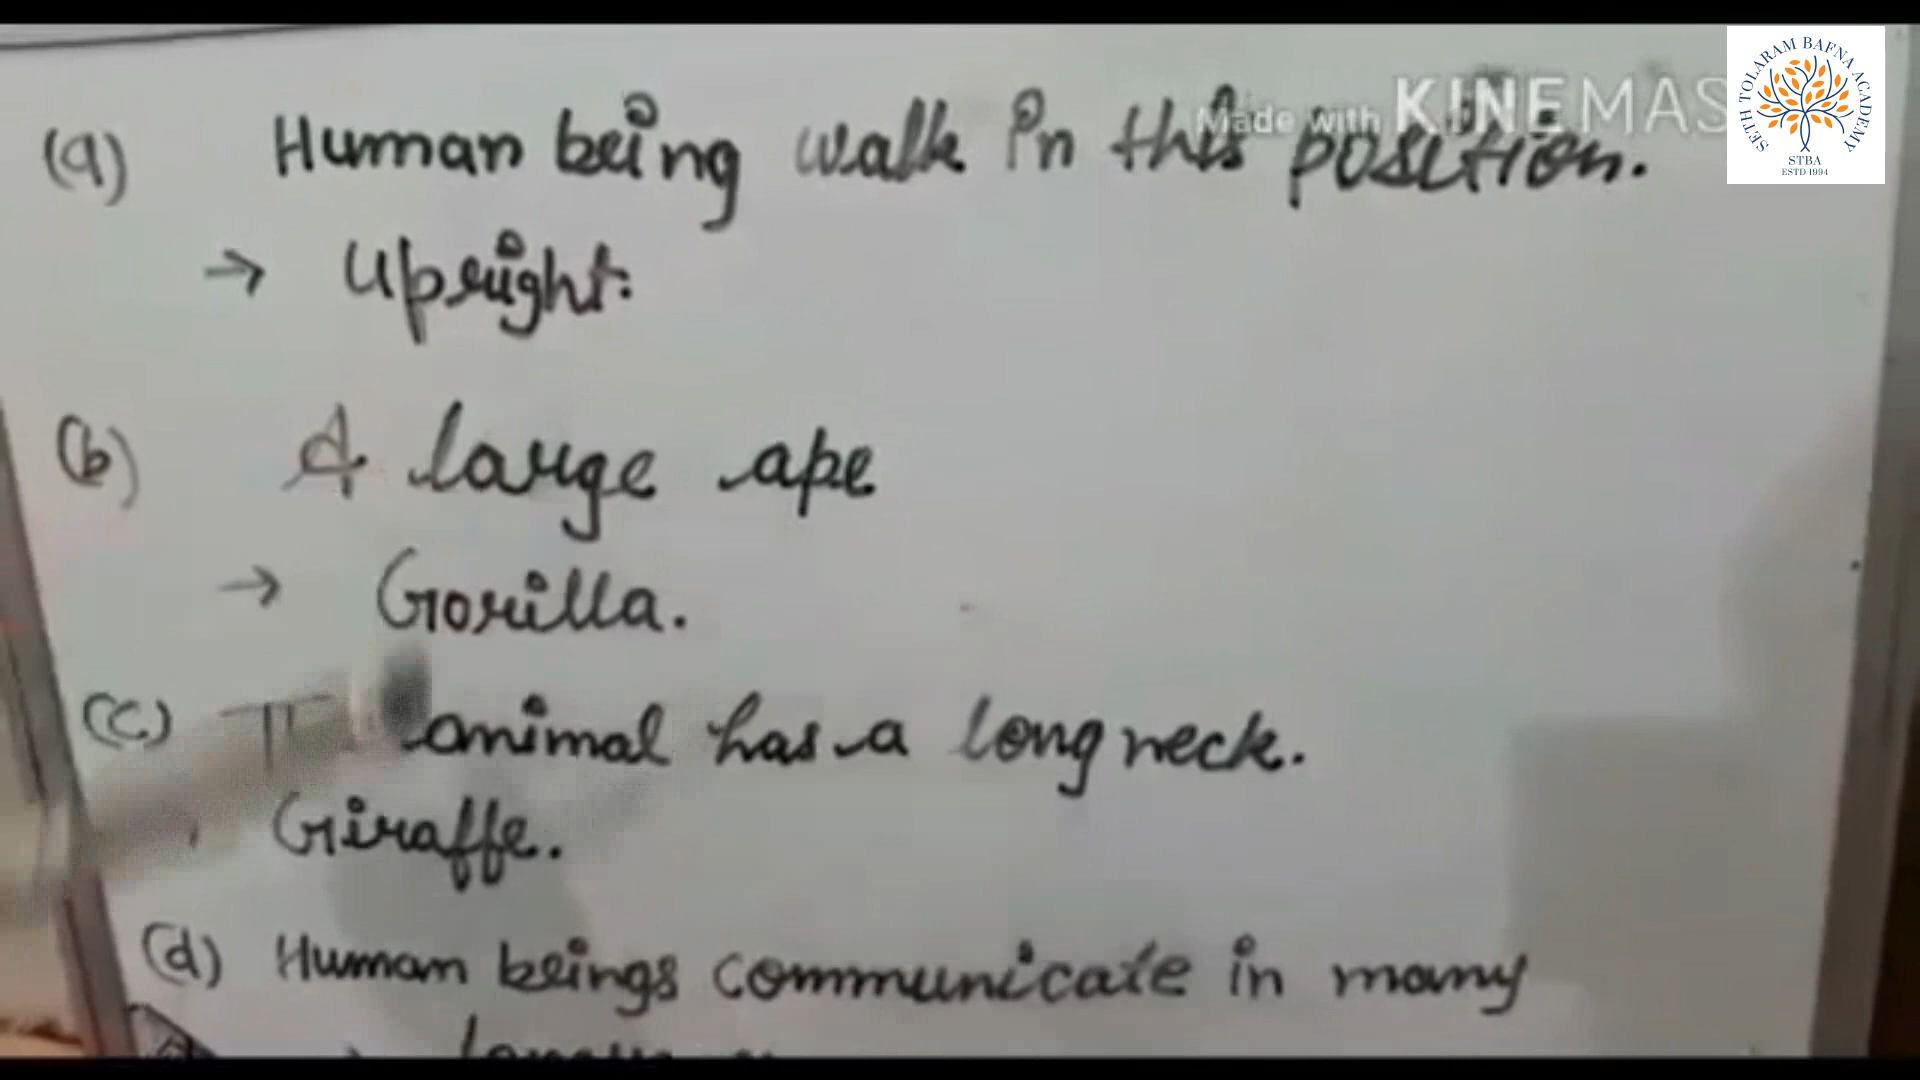 Made with KINEMAS
SETH TOLARAM BAFNA ACADEMY
STBA
ESTD 1994
(a) Human being walk in this position.
→ Upright.
(b) A large ape
→ Gorilla.
(c) animal has a long neck.
Giraffe.
(d) Human beings communicate in many